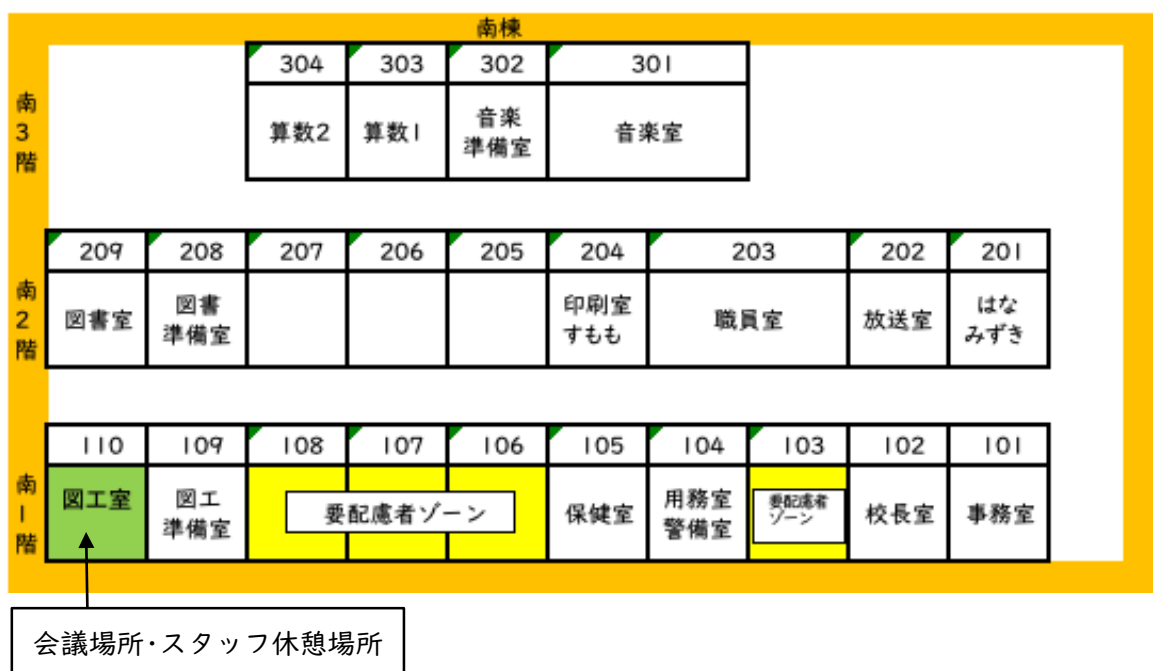 南棟
南3階
304 303 302 301
算数2 算数1 音楽準備室 音楽室
南2階
209 208 207 206 205 204 203 202 201
図書室 図書準備室 印刷室すもも 職員室 放送室 はなみずき
南1階
110 109 108 107 106 105 104 103 102 101
図工室 図工準備室 要配慮者ゾーン 保健室 用務室警備室 要配慮者ゾーン 校長室 事務室
会議場所･スタッフ休憩場所